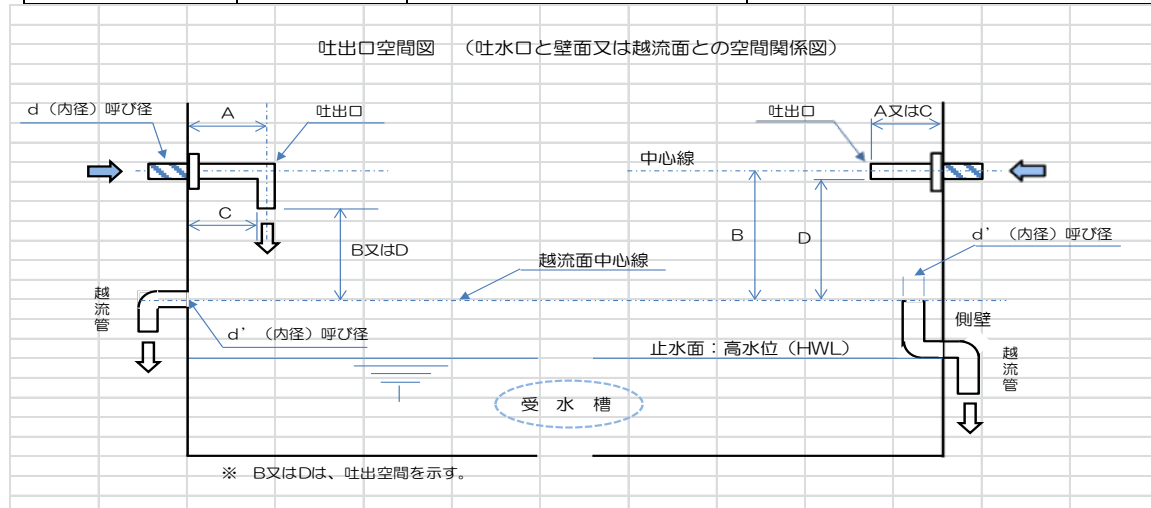 吐出口空間図　（吐水口と壁面又は越流面との空間関係図）
d（内径）呼び径
A
吐出口
吐出口
A又はC
中心線
C
B又はD
B
D
d’（内径）呼び径
越流面中心線
越流管
d’（内径）呼び径
側壁
止水面：高水位（HWL）
越流管
受　水　槽
※　B又はDは、吐出空間を示す。